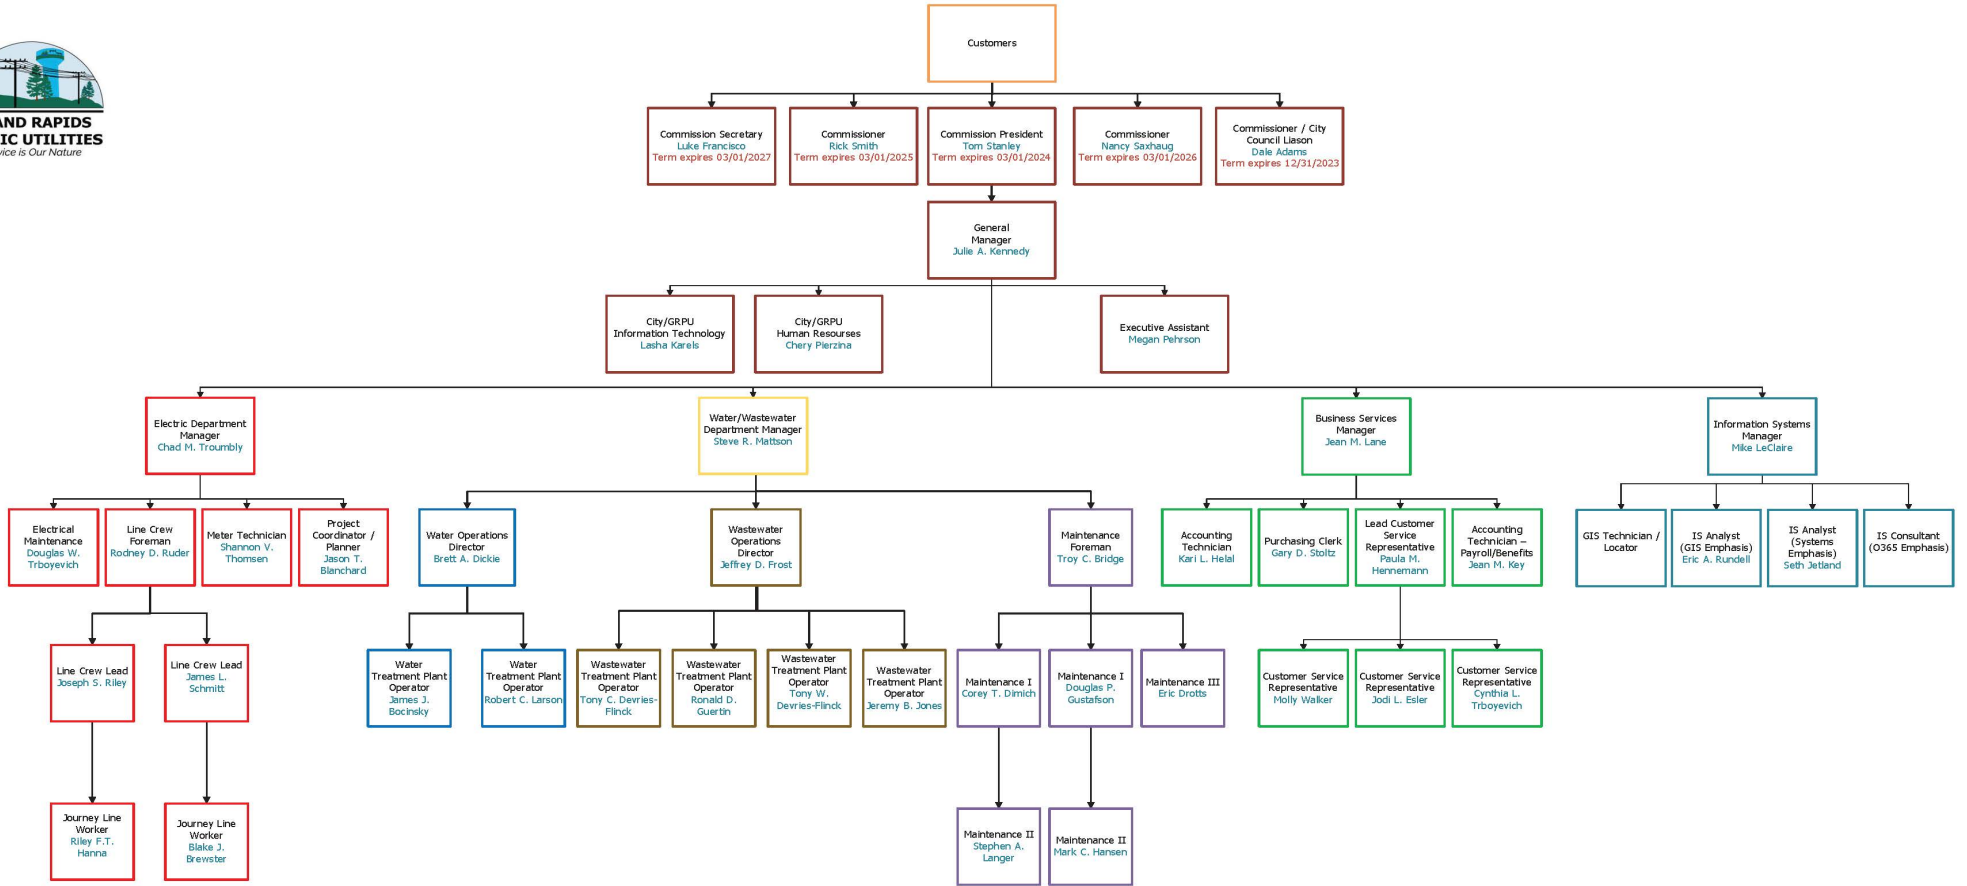 Customers
AND RAPIDS
IC UTILITIES
vice is Our Nature
Commission Secretary
Luke Francisco
Term expires 03/01/2027
Commissioner
Rick Smith
Term expires 03/01/2025
Commission President
Tom Stanley
Term expires 03/01/2024
Commissioner
Nancy Saxhaug
Term expires 03/01/2026
Commissioner / City
Council Liason
Dale Adams
Term expires 12/31/2023
General
Manager
Julie A. Kennedy
City/GRPU
Information Technology
Lasha Karels
City/GRPU
Human Resourses
Chery Pierzina
Executive Assistant
Megan Pehrson
Electric Department
Manager
Chad M. Troumbly
Water/Wastewater
Department Manager
Steve R. Mattson
Business Services
Manager
Jean M. Lane
Information Systems
Manager
Mike LeClaire
Electrical
Maintenance
Douglas W.
Trboyevich
Line Crew
Foreman
Rodney D. Ruder
Meter Technician
Shannon V.
Thomsen
Project
Coordinator /
Planner
Jason T.
Blanchard
Water Operations
Director
Brett A. Dickie
Wastewater
Operations
Director
Jeffrey D. Frost
Maintenance
Foreman
Troy C. Bridge
Accounting
Technician
Kari L. Helal
Purchasing Clerk
Gary D. Stoltz
Lead Customer
Service
Representative
Paula M.
Hennemann
Accounting
Technician –
Payroll/Benefits
Jean M. Key
GIS Technician /
Locator
IS Analyst
(GIS Emphasis)
Eric A. Rundell
IS Analyst
(Systems
Emphasis)
Seth Jetland
IS Consultant
(O365 Emphasis)
Line Crew Lead
Joseph S. Riley
Line Crew Lead
James L.
Schmitt
Water
Treatment Plant
Operator
James J.
Bocinsky
Water
Treatment Plant
Operator
Robert C. Larson
Wastewater
Treatment Plant
Operator
Tony C. Devries-
Flinck
Wastewater
Treatment Plant
Operator
Ronald D.
Guertin
Wastewater
Treatment Plant
Operator
Tony W.
Devries-Flinck
Wastewater
Treatment Plant
Operator
Jeremy B. Jones
Maintenance I
Corey T. Dimich
Maintenance I
Douglas P.
Gustafson
Maintenance III
Eric Drotts
Customer Service
Representative
Molly Walker
Customer Service
Representative
Jodi L. Esler
Customer Service
Representative
Cynthia L.
Trboyevich
Journey Line
Worker
Riley F.T.
Hanna
Journey Line
Worker
Blake J.
Brewster
Maintenance II
Stephen A.
Langer
Maintenance II
Mark C. Hansen